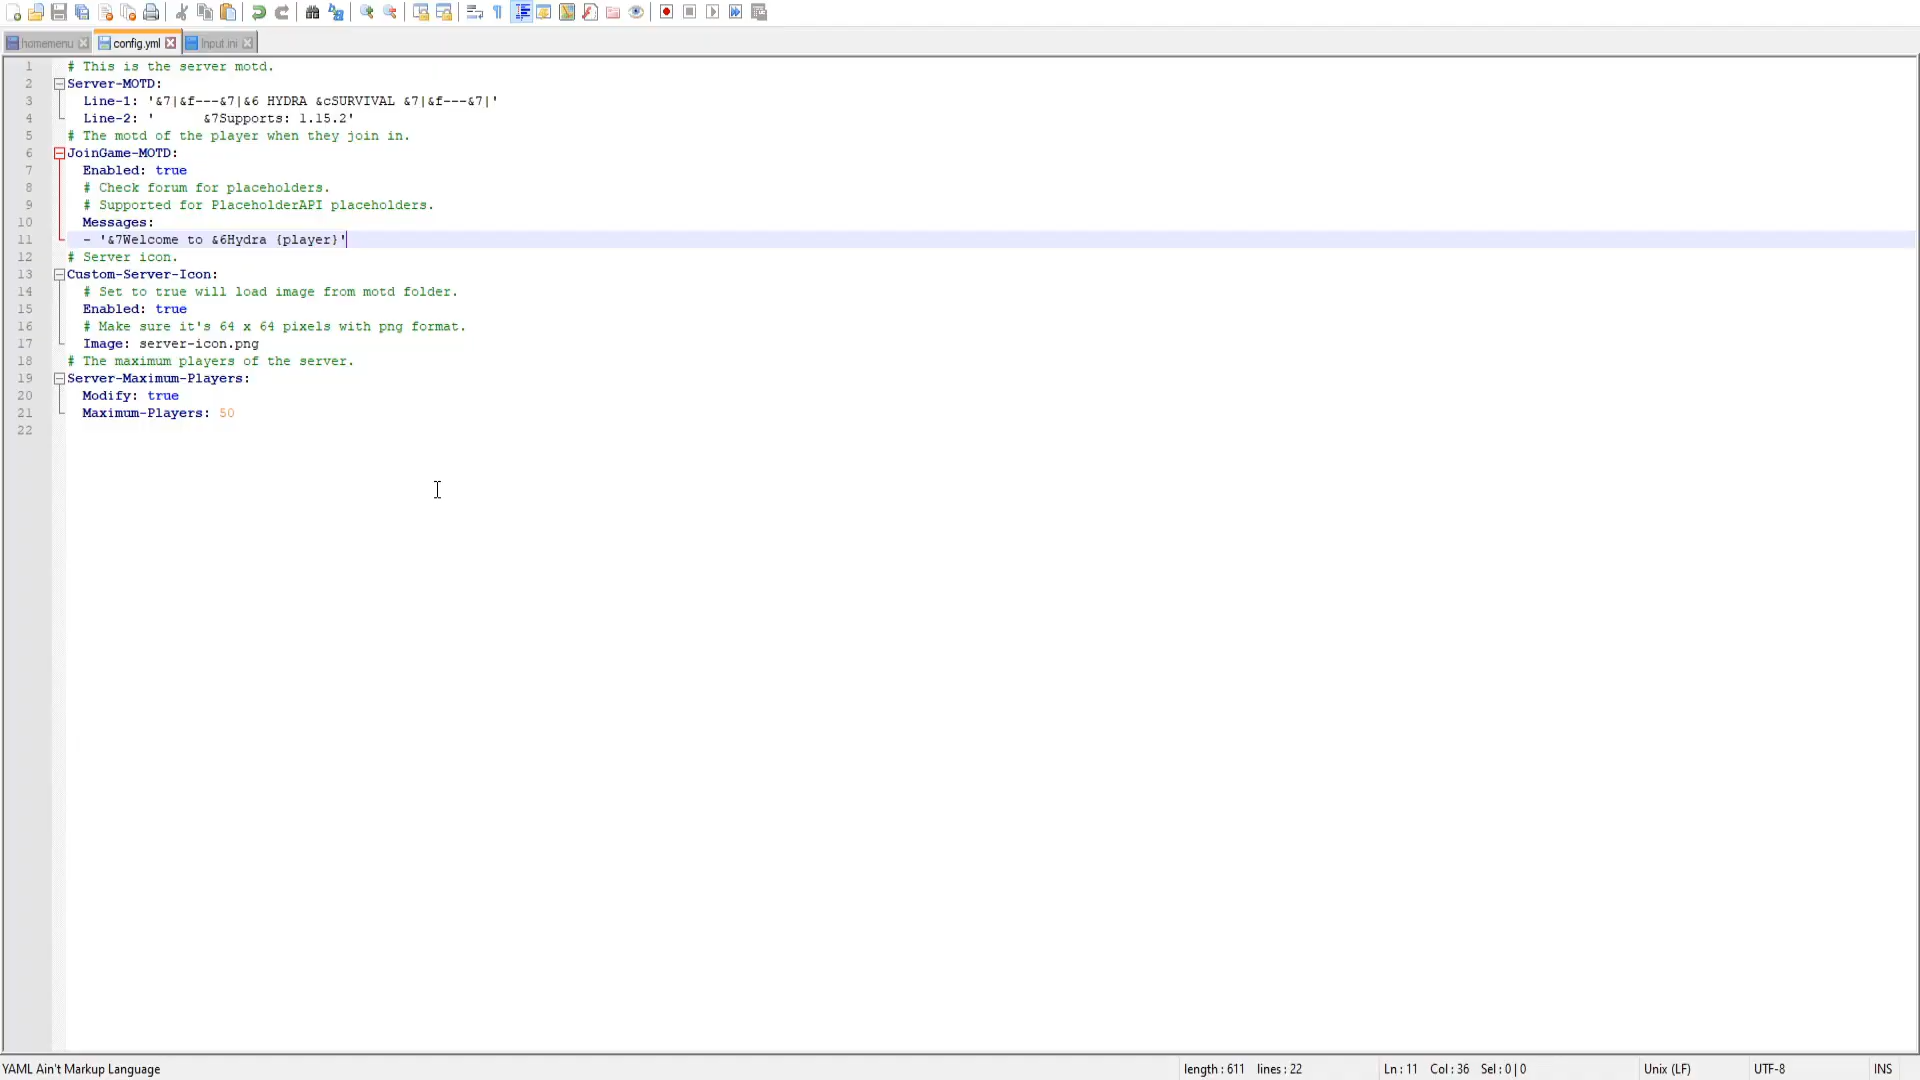 homemenu
config.yml
Input.ini
1 # This is the server motd.
2 Server-MOTD:
3 Line-1: '&7|&f---&7|&6 HYDRA &cSURVIVAL &7|&f---&7|'
4 Line-2: '      &7Supports: 1.15.2'
5 # The motd of the player when they join in.
6 JoinGame-MOTD:
7 Enabled: true
8 # Check forum for placeholders.
9 # Supported for PlaceholderAPI placeholders.
10 Messages:
11 - '&7Welcome to &6Hydra {player}'
12 # Server icon.
13 Custom-Server-Icon:
14 # Set to true will load image from motd folder.
15 Enabled: true
16 # Make sure it's 64 x 64 pixels with png format.
17 Image: server-icon.png
18 # The maximum players of the server.
19 Server-Maximum-Players:
20 Modify: true
21 Maximum-Players: 50
22
YAML Ain't Markup Language
length : 611 lines : 22
Ln : 11 Col : 36 Sel : 0 | 0
Unix (LF)
UTF-8
INS